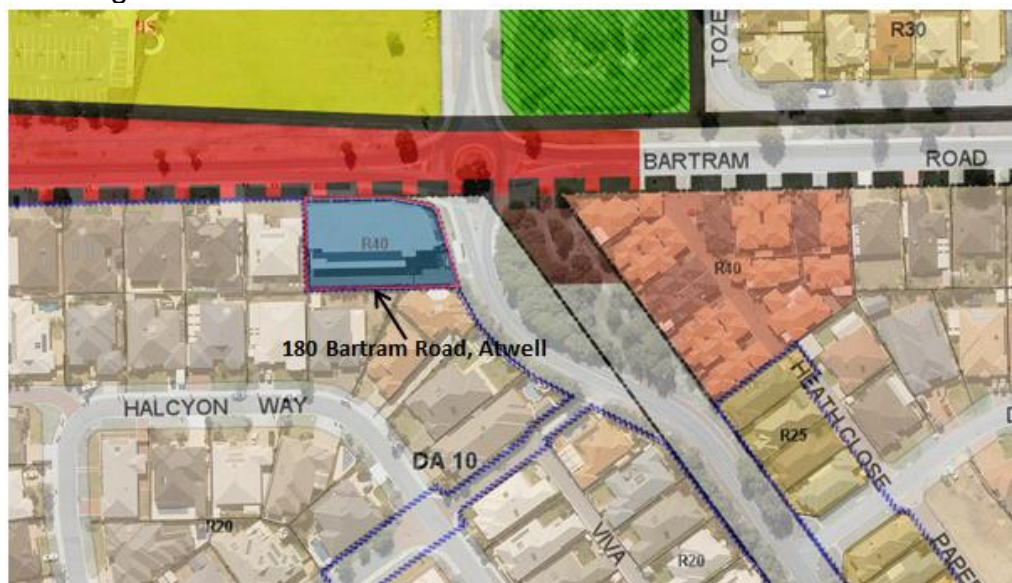 R30
TOZE
BARTRAM ROAD
R40
R40
180 Bartram Road, Atwell
HALCYON WAY
HEATH CLOSE
R25
DA 10
R20
VIVA
R20
PAPE